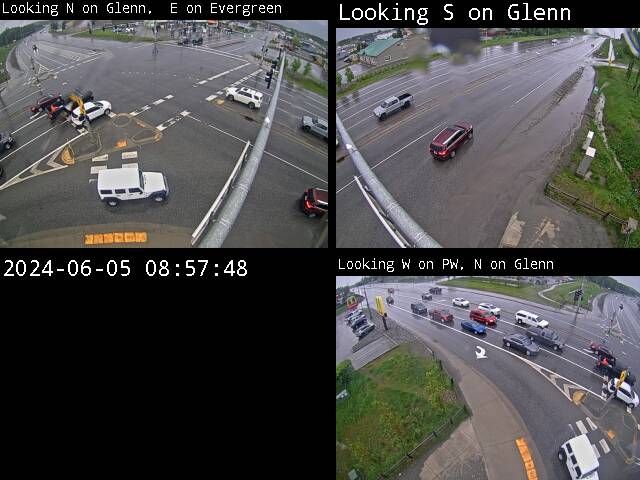 Looking N on Glenn,  E on Evergreen
Looking S on Glenn
2024-06-05 08:57:48
Looking W on PW, N on Glenn